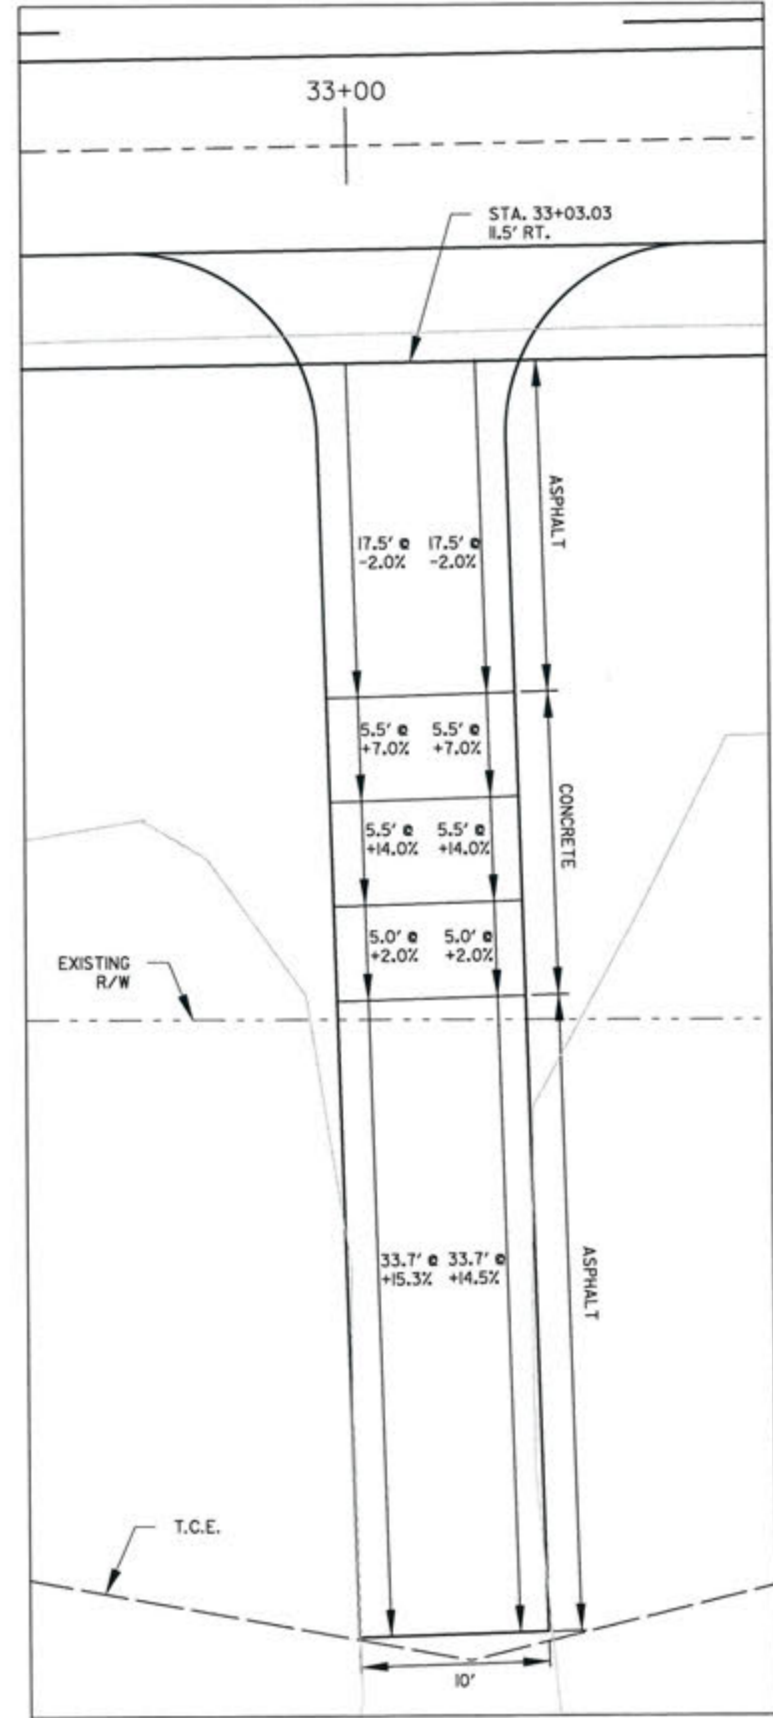 33+00
STA. 33+03.03
11.5' RT.
ASPHALT
17.5' @ 17.5' @
-2.0% -2.0%
5.5' @ 5.5' @
+7.0% +7.0%
CONCRETE
5.5' @ 5.5' @
+14.0% +14.0%
5.0' @ 5.0' @
+2.0% +2.0%
EXISTING
R/W
33.7' @ 33.7' @
+15.3% +14.5%
ASPHALT
T.C.E.
10'